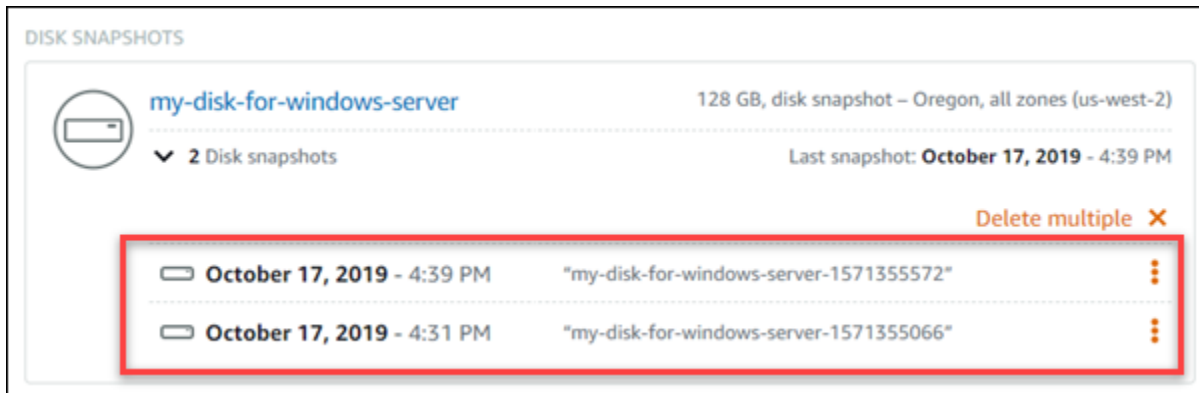 DISK SNAPSHOTS
my-disk-for-windows-server
128 GB, disk snapshot – Oregon, all zones (us-west-2)
2 Disk snapshots
Last snapshot: October 17, 2019 - 4:39 PM
Delete multiple
October 17, 2019 - 4:39 PM "my-disk-for-windows-server-1571355572"
October 17, 2019 - 4:31 PM "my-disk-for-windows-server-1571355066"